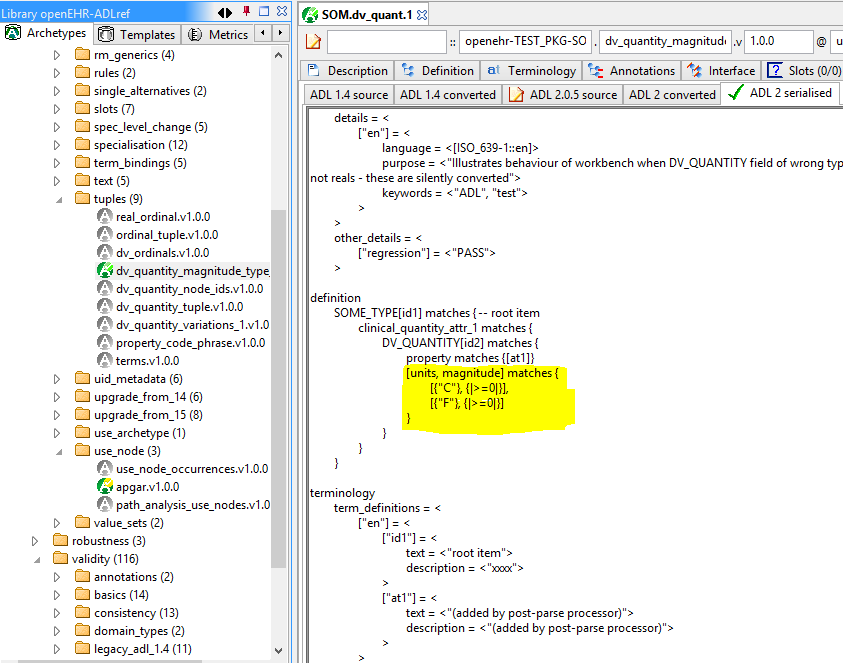 Library openEHR-ADLref
Archetypes
Templates
Metrics
rm_generics (4)
rules (2)
single_alternatives (2)
slots (7)
spec_level_change (5)
specialisation (12)
term_bindings (5)
text (5)
tuples (9)
real_ordinal.v1.0.0
ordinal_tuple.v1.0.0
dv_ordinals.v1.0.0
dv_quantity_magnitude_type_
dv_quantity_node_ids.v1.0.0
dv_quantity_tuple.v1.0.0
dv_quantity_variations_1.v1.0
property_code_phrase.v1.0.0
terms.v1.0.0
uid_metadata (6)
upgrade_from_14 (6)
upgrade_from_15 (8)
use_archetype (1)
use_node (3)
use_node_occurrences.v1.0.0
apgar.v1.0.0
path_analysis_use_nodes.v1.0
value_sets (2)
robustness (3)
validity (116)
annotations (2)
basics (14)
consistency (13)
domain_types (2)
legacy_adl_1.4 (11)
SOM.dv_quant.1
:: openehr-TEST_PKG-SO . dv_quantity_magnitude .v 1.0.0 @ u
Description
Definition
at Terminology
Annotations
Interface
? Slots (0/0)
ADL 1.4 source
ADL 1.4 converted
ADL 2.0.5 source
ADL 2 converted
ADL 2 serialised
details = <
["en"] = <
language = <[ISO_639-1::en]>
purpose = <"Illustrates behaviour of workbench when DV_QUANTITY field of wrong typ
not reals - these are silently converted">
keywords = <"ADL", "test">
>
>
other_details = <
["regression"] = <"PASS">
>
definition
SOME_TYPE[id1] matches { -- root item
clinical_quantity_attr_1 matches {
DV_QUANTITY[id2] matches {
property matches {[at1]}
[units, magnitude] matches {
[{"C"}, {|>=0|}],
[{"F"}, {|>=0|}]
}
}
}
}
terminology
term_definitions = <
["en"] = <
["id1"] = <
text = <"root item">
description = <"xxxx">
>
["at1"] = <
text = <"(added by post-parse processor)">
description = <"(added by post-parse processor)">
>
>